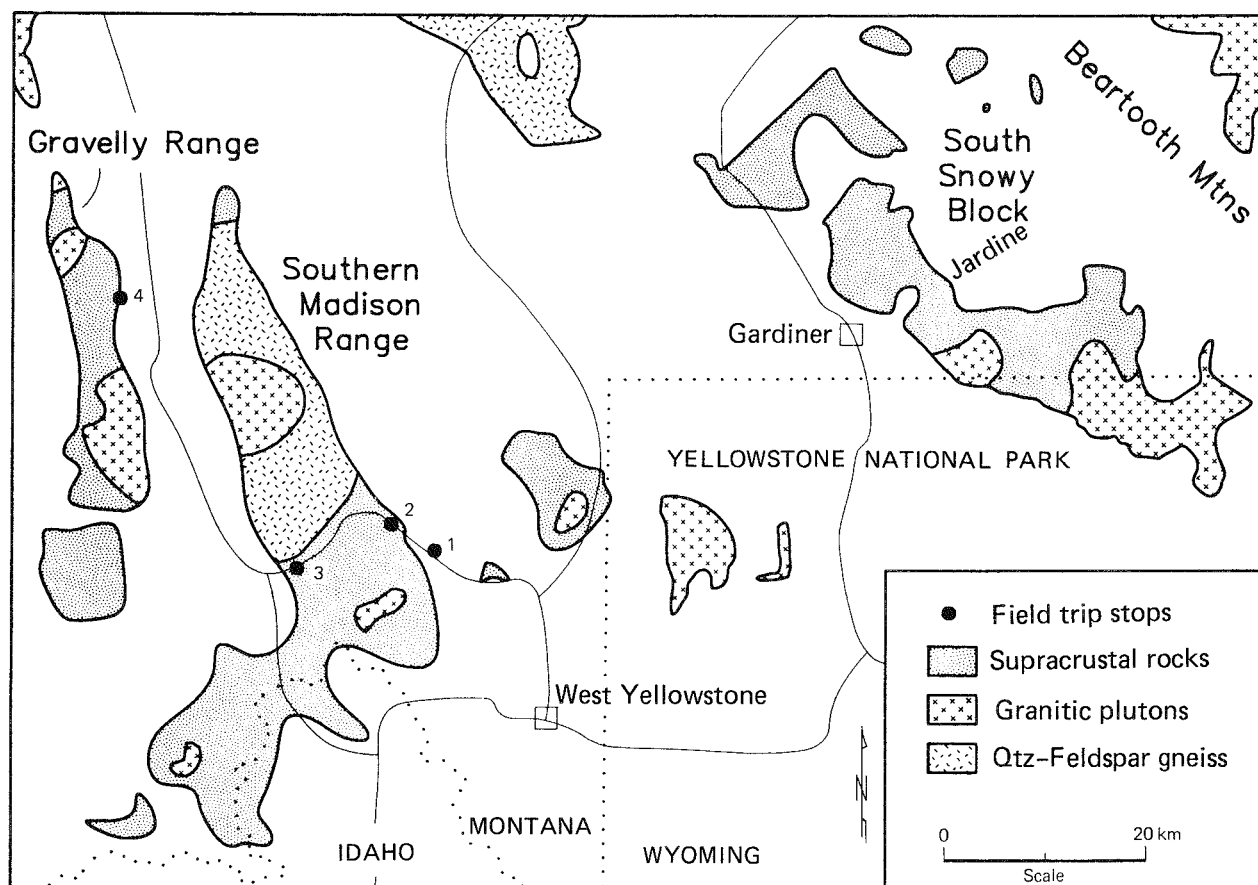 Beartooth Mtns
Gravelly Range
South
Snowy
Block
Jardine
Southern
Madison
Range
4
Gardiner
YELLOWSTONE NATIONAL PARK
2
1
3
West Yellowstone
MONTANA
IDAHO
WYOMING
Field trip stops
Supracrustal rocks
Granitic plutons
Qtz-Feldspar gneiss
N
0 20 km
Scale